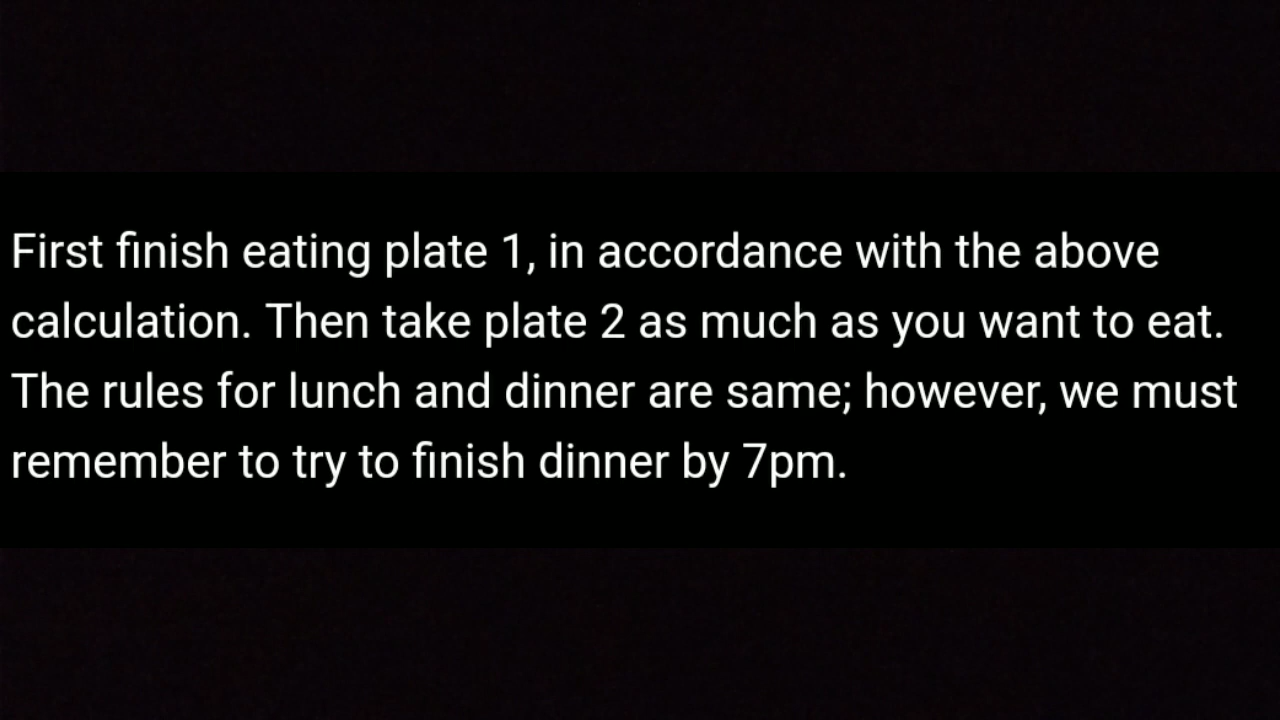 First finish eating plate 1, in accordance with the above
calculation. Then take plate 2 as much as you want to eat.
The rules for lunch and dinner are same; however, we must
remember to try to finish dinner by 7pm.